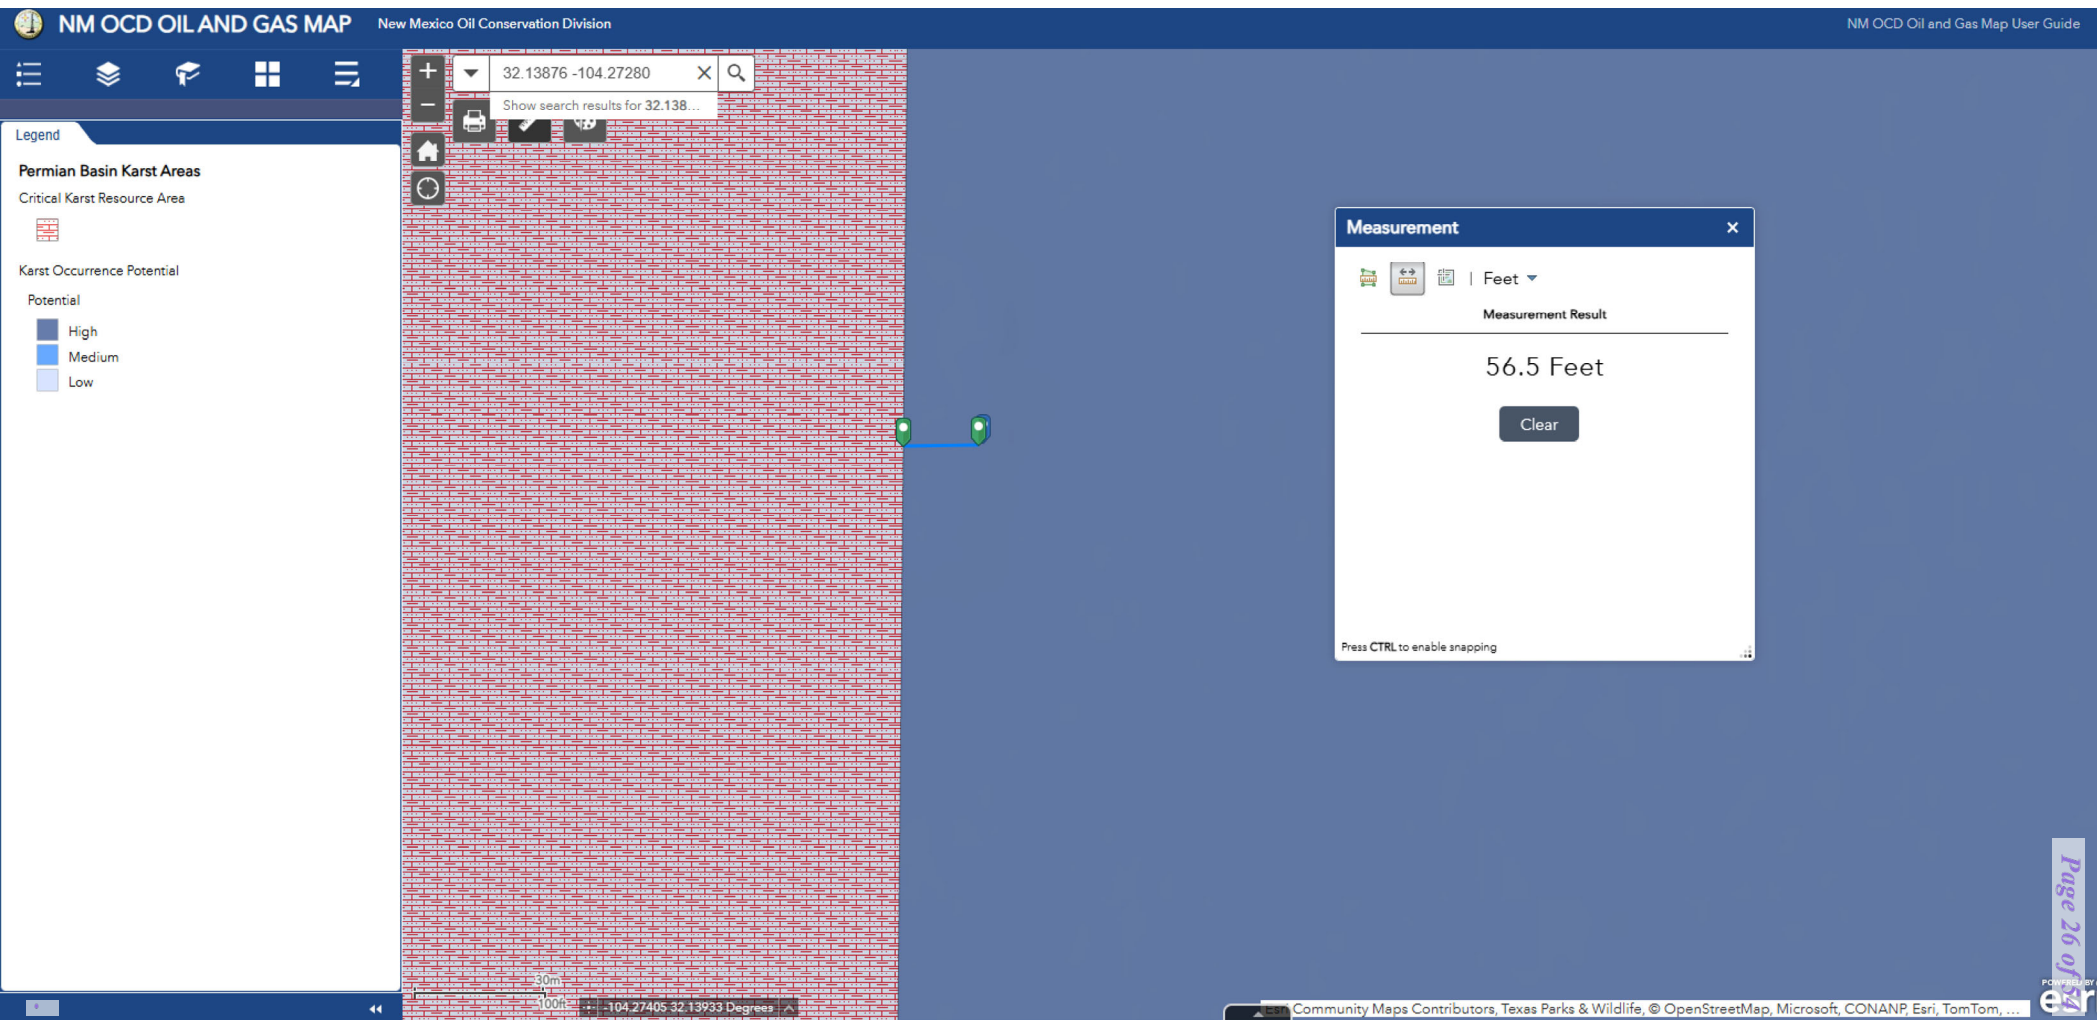 NM OCD OIL AND GAS MAP
New Mexico Oil Conservation Division
NM OCD Oil and Gas Map User Guide
32.13876 -104.27280
Show search results for 32.138...
Legend
Permian Basin Karst Areas
Critical Karst Resource Area
Karst Occurrence Potential
Potential
High
Medium
Low
Measurement
| Feet
Measurement Result
56.5 Feet
Clear
Press CTRL to enable snapping
30m
100ft
-104.27405 32.13933 Degrees
Esri Community Maps Contributors, Texas Parks & Wildlife, © OpenStreetMap, Microsoft, CONANP, Esri, TomTom, ...
POWERED BY
esri
Page 26 of